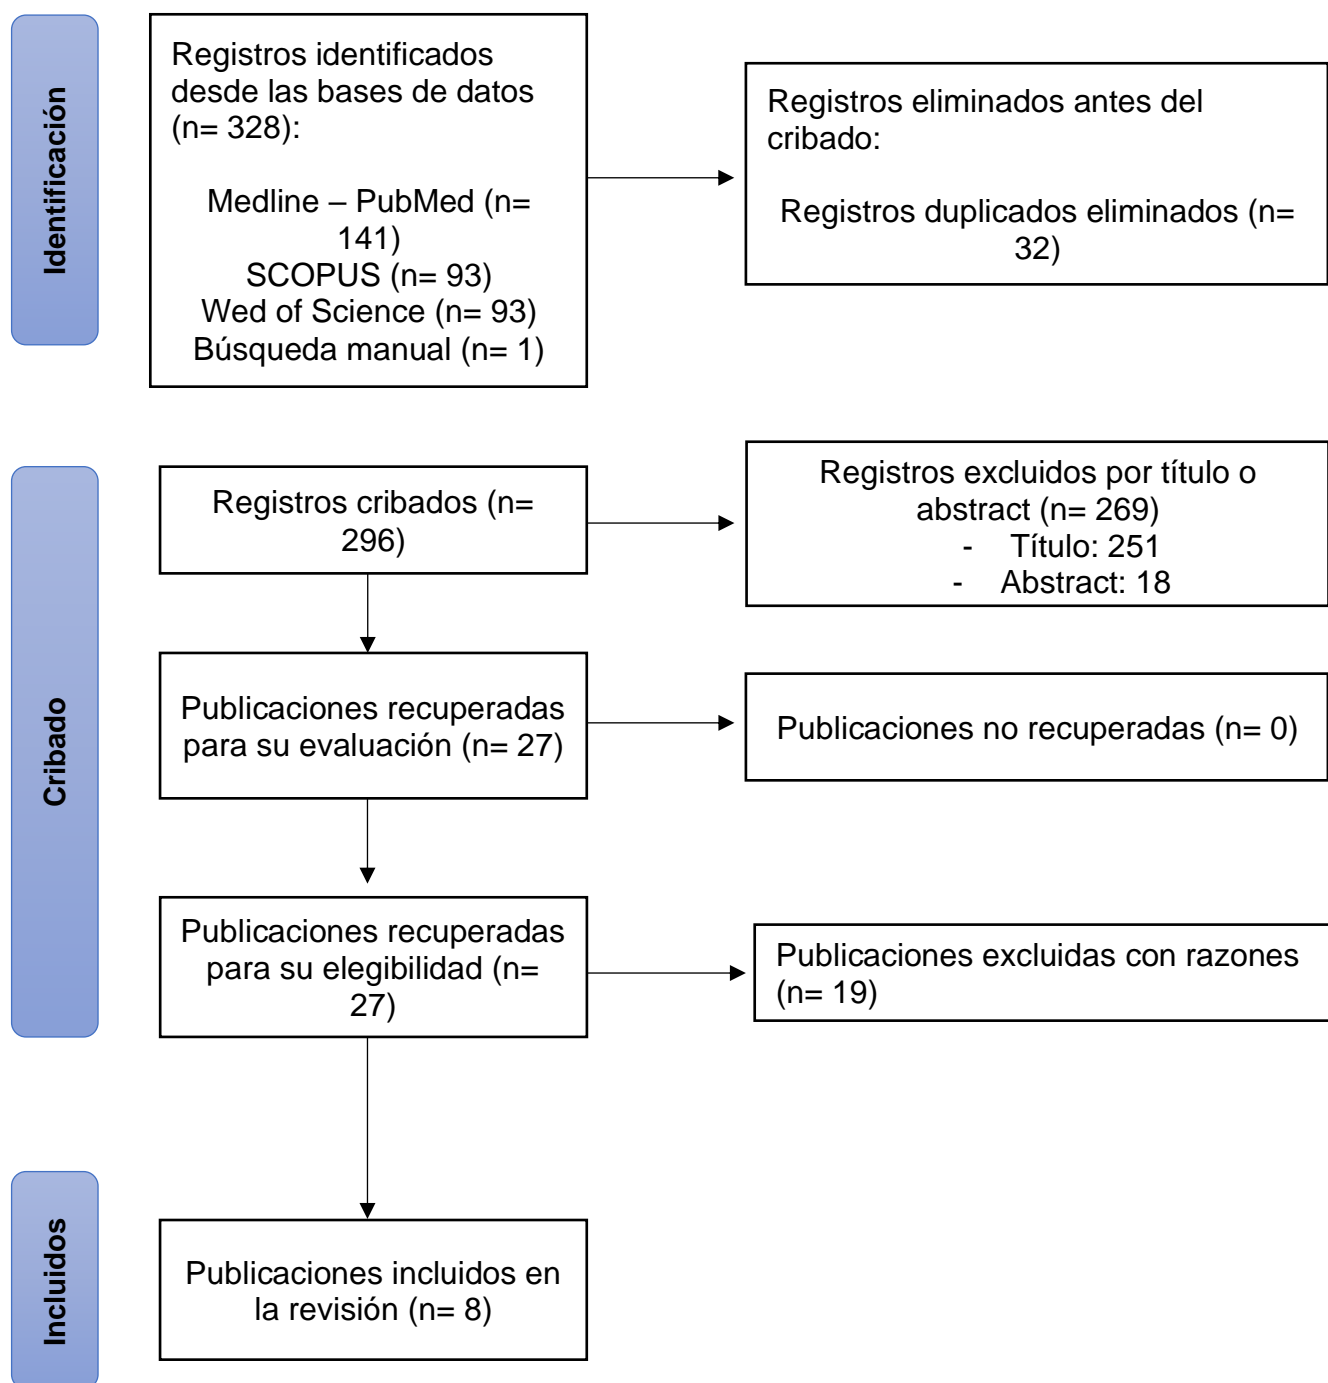 Identificación
Registros identificados
desde las bases de datos
(n= 328):
Medline – PubMed (n=
141)
SCOPUS (n= 93)
Wed of Science (n= 93)
Búsqueda manual (n= 1)
Registros eliminados antes del
cribado:
Registros duplicados eliminados (n=
32)
Cribado
Registros cribados (n=
296)
Registros excluidos por título o
abstract (n= 269)
- Título: 251
- Abstract: 18
Publicaciones recuperadas
para su evaluación (n= 27)
Publicaciones no recuperadas (n= 0)
Publicaciones recuperadas
para su elegibilidad (n=
27)
Publicaciones excluidas con razones
(n= 19)
Incluidos
Publicaciones incluidos en
la revisión (n= 8)